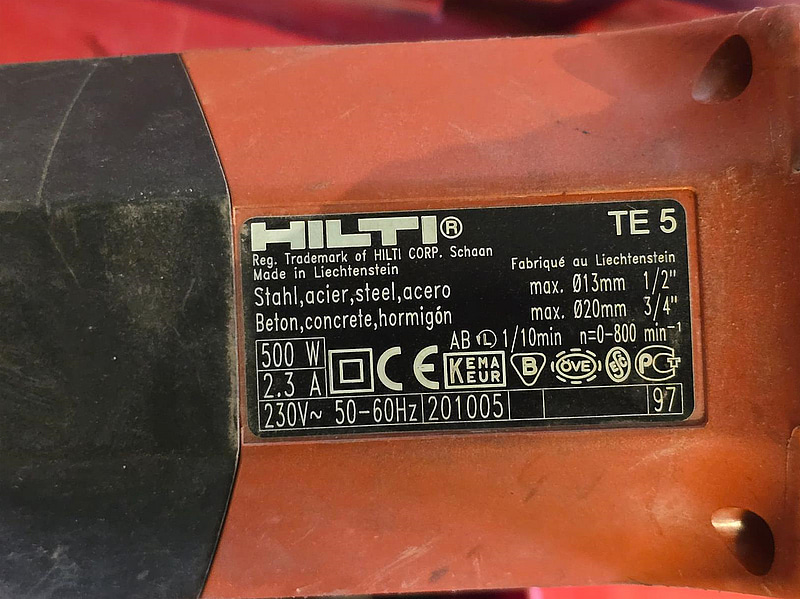 HILTI® TE 5
Reg. Trademark of HILTI CORP. Schaan
Made in Liechtenstein Fabriqué au Liechtenstein
Stahl,acier,steel,acero max. Ø13mm 1/2"
Beton,concrete,hormigón max. Ø20mm 3/4"
AB L 1/10min n=0-800 min⁻¹
500 W
2.3 A CE KEMA KEUR B ÖVE PCT
230V~ 50-60Hz 201005 97